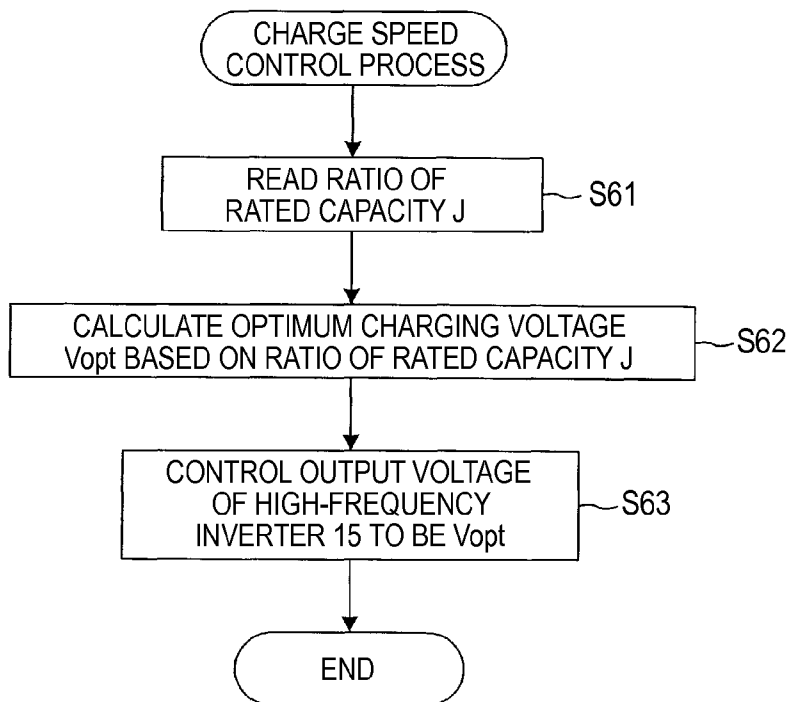 CHARGE SPEED
CONTROL PROCESS
READ RATIO OF
RATED CAPACITY J
S61
CALCULATE OPTIMUM CHARGING VOLTAGE
Vopt BASED ON RATIO OF RATED CAPACITY J
S62
CONTROL OUTPUT VOLTAGE
OF HIGH-FREQUENCY
INVERTER 15 TO BE Vopt
S63
END